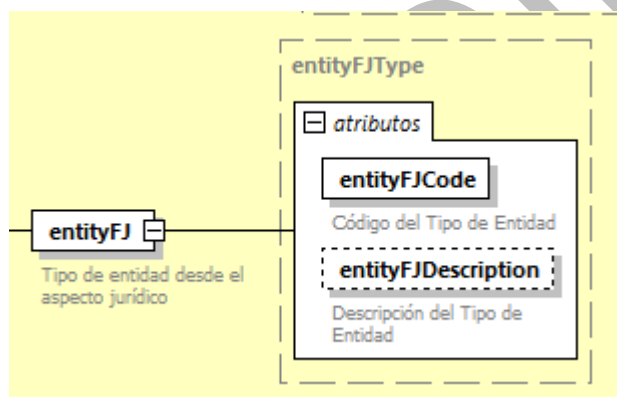 entityFJType
atributos
entityFJCode
Código del Tipo de Entidad
entityFJ
Tipo de entidad desde el
aspecto jurídico
entityFJDescription
Descripción del Tipo de
Entidad